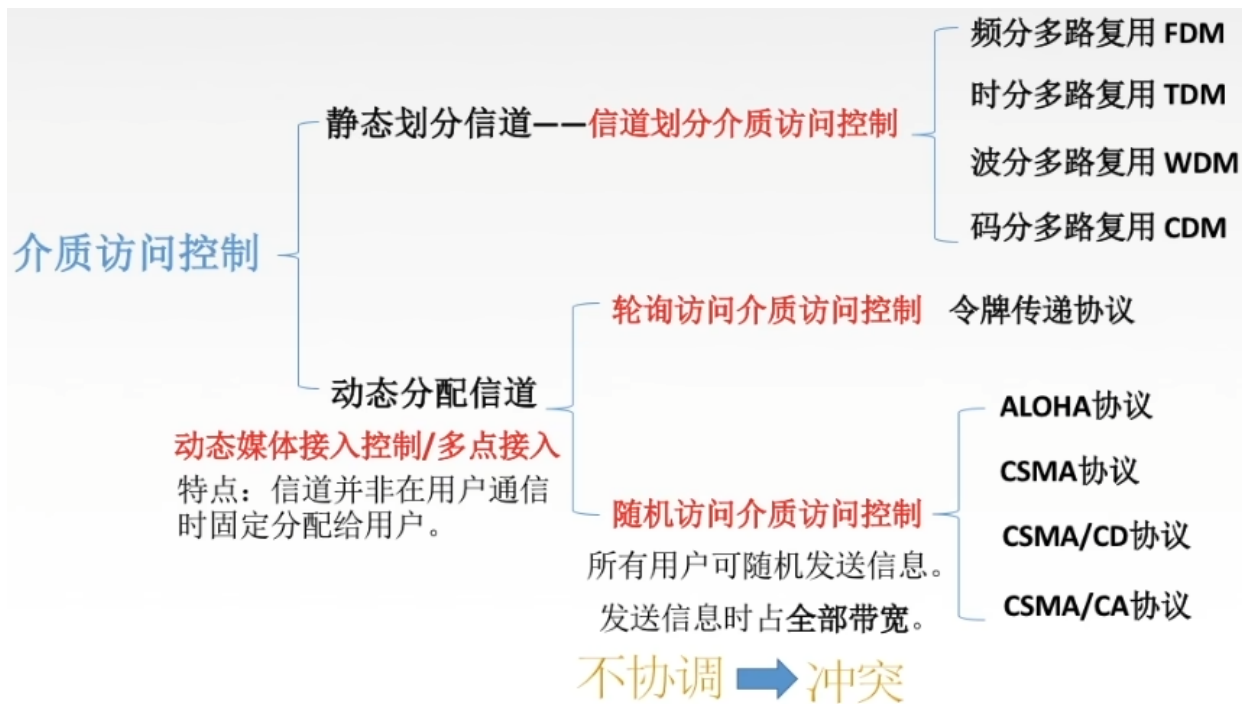 频分多路复用 FDM
静态划分信道——信道划分介质访问控制
时分多路复用 TDM
波分多路复用 WDM
码分多路复用 CDM
介质访问控制
轮询访问介质访问控制 令牌传递协议
动态分配信道
动态媒体接入控制/多点接入
特点：信道并非在用户通信
时固定分配给用户。
ALOHA协议
CSMA协议
随机访问介质访问控制
CSMA/CD协议
所有用户可随机发送信息。
发送信息时占全部带宽。
CSMA/CA协议
不协调 冲突